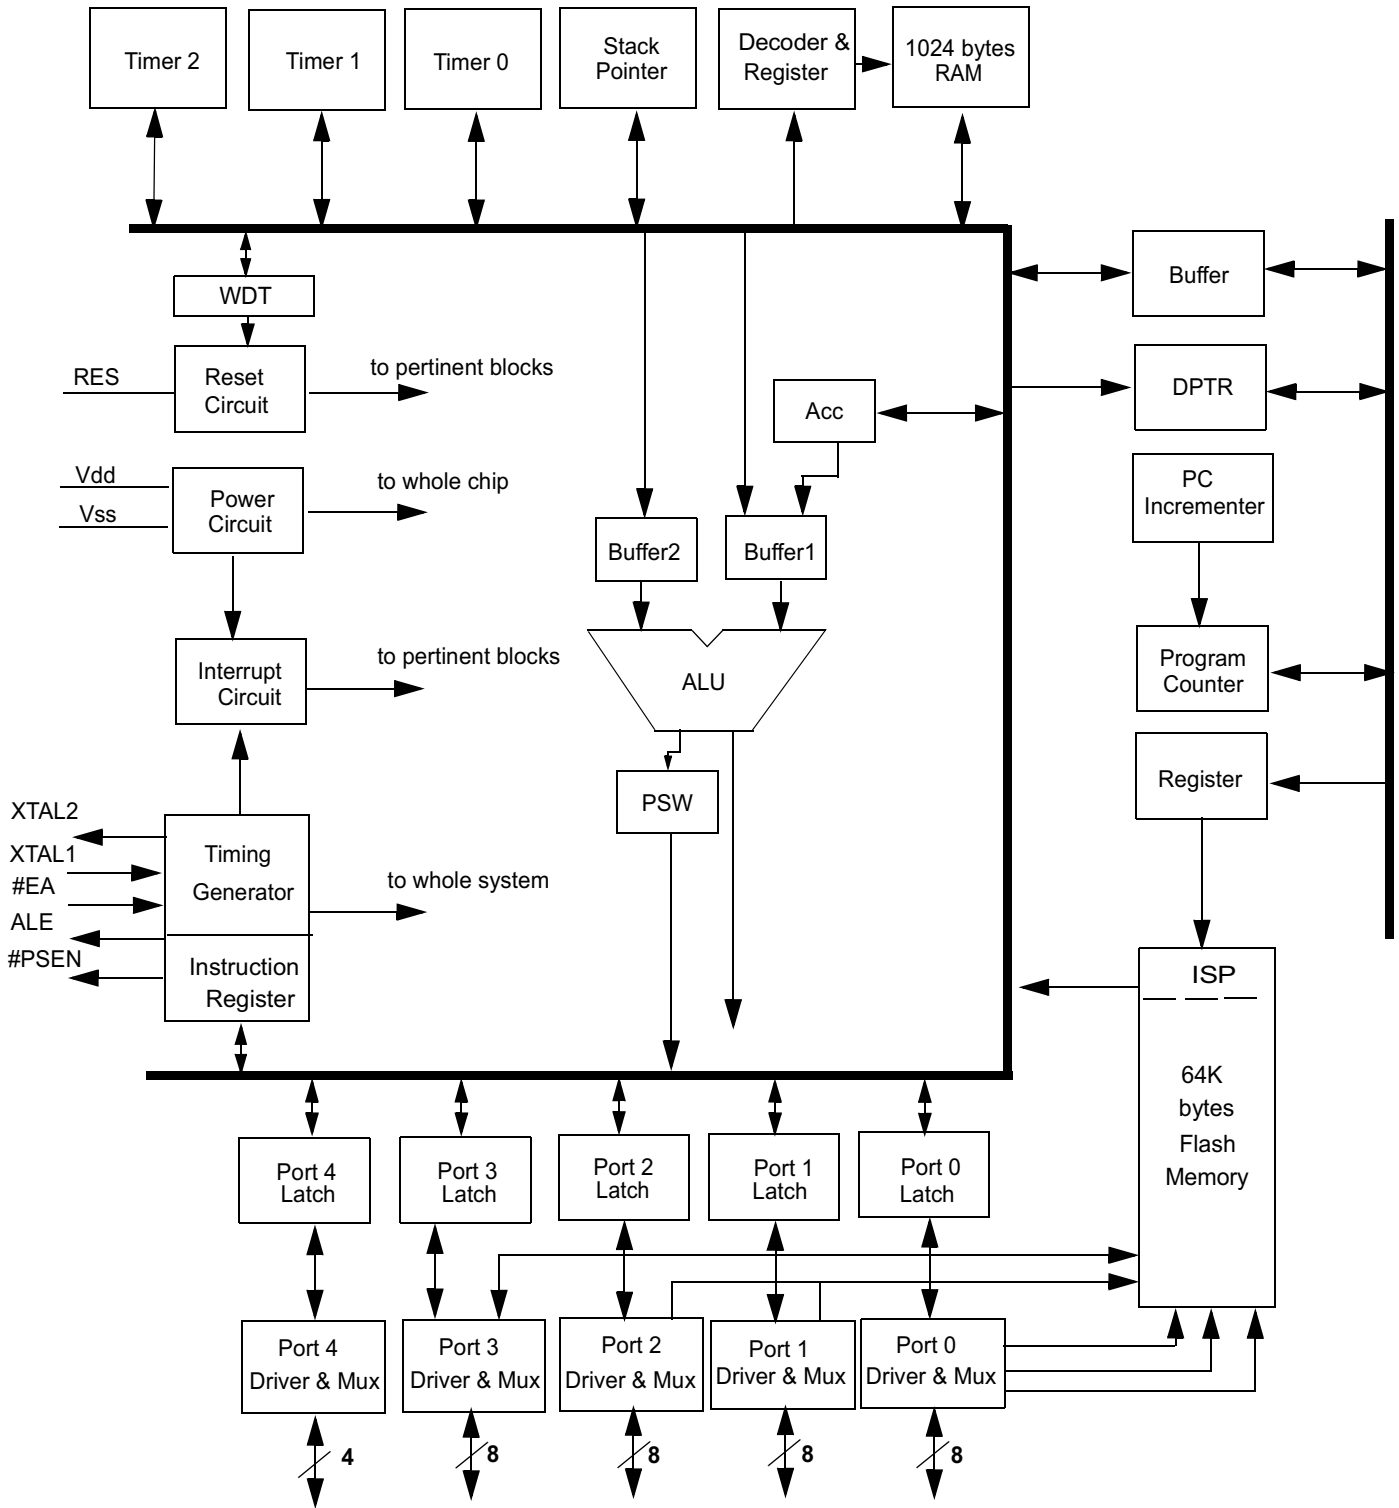 Timer 2
Timer 1
Timer 0
Stack
Pointer
Decoder &
Register
1024 bytes
RAM
WDT
Buffer
RES
Reset
Circuit
to pertinent blocks
Acc
DPTR
Vdd
Vss
Power
Circuit
to whole chip
PC
Incrementer
Buffer2
Buffer1
Interrupt
Circuit
to pertinent blocks
ALU
Program
Counter
PSW
Register
XTAL2
XTAL1
#EA
ALE
#PSEN
Timing
Generator
to whole system
Instruction
Register
ISP
64K
bytes
Flash
Memory
Port 4
Latch
Port 3
Latch
Port 2
Latch
Port 1
Latch
Port 0
Latch
Port 4
Driver & Mux
Port 3
Driver & Mux
Port 2
Driver & Mux
Port 1
Driver & Mux
Port 0
Driver & Mux
4
8
8
8
8